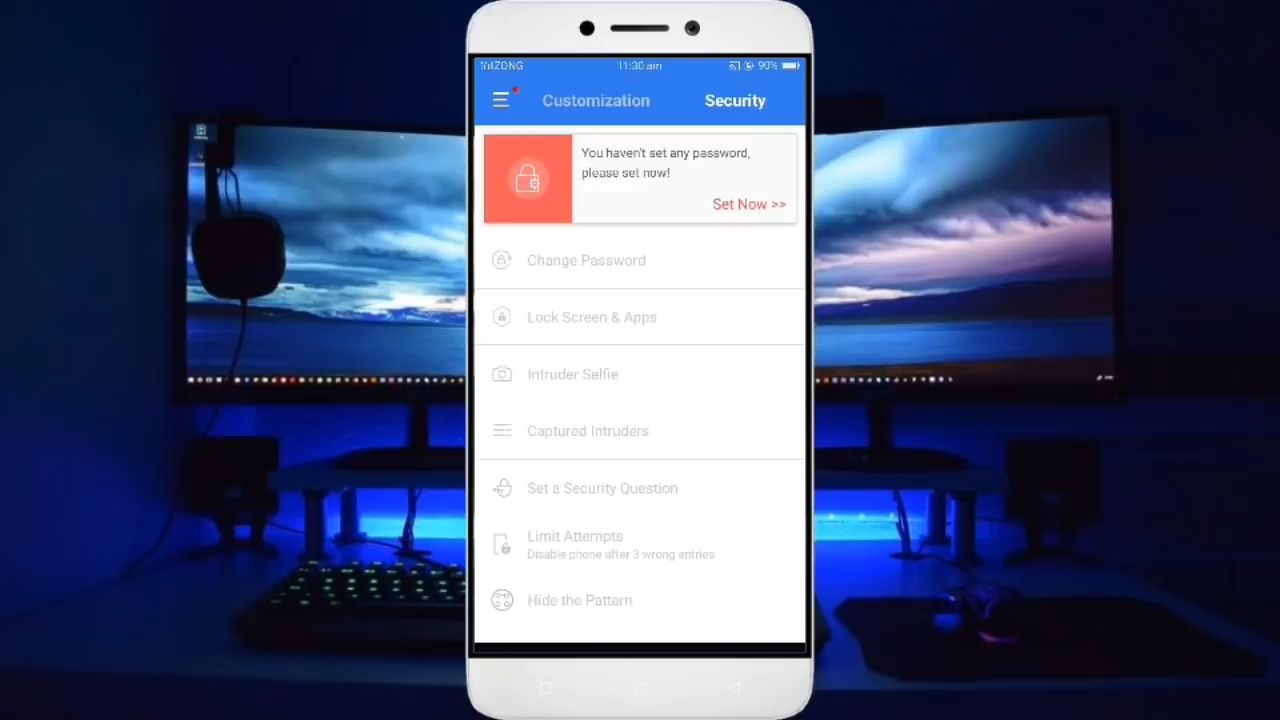 ZONG 11:30 am 90%
Customization Security
You haven't set any password,
please set now!
Set Now >>
Change Password
Lock Screen & Apps
Intruder Selfie
Captured Intruders
Set a Security Question
Limit Attempts
Disable phone after 3 wrong entries
Hide the Pattern